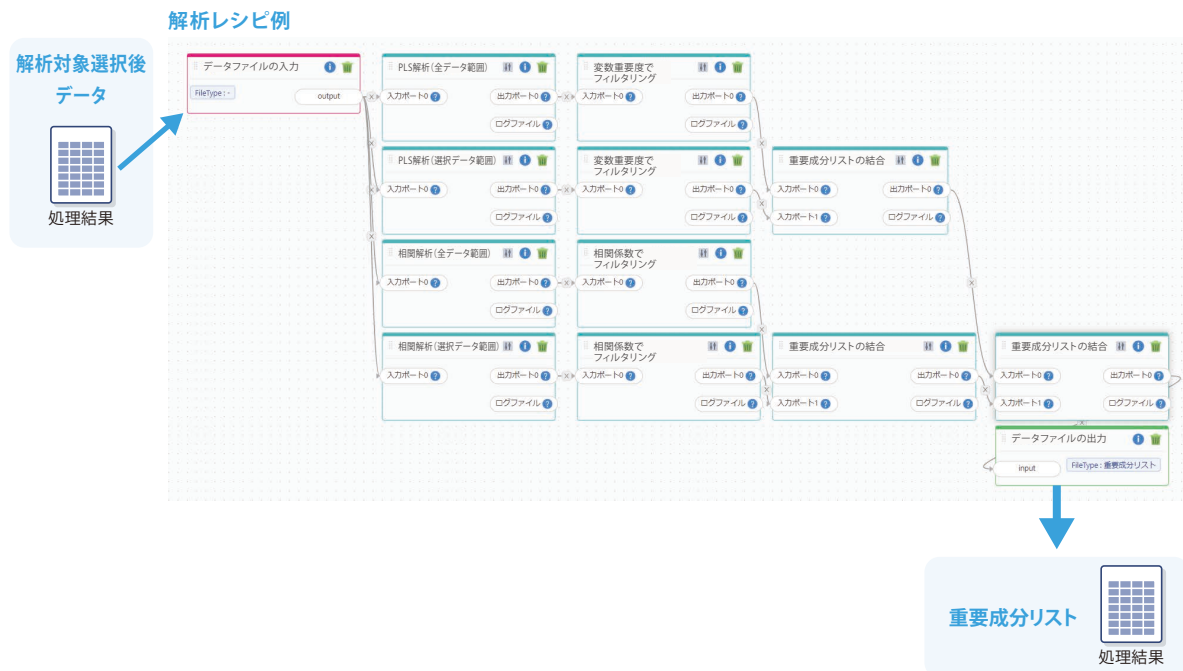 解析レシピ例
解析対象選択後
データ
処理結果
データファイルの入力
FileType : -
output
PLS解析(全データ範囲)
入力ポート0
出力ポート0
ログファイル
変数重要度で
フィルタリング
入力ポート0
出力ポート0
ログファイル
PLS解析(選択データ範囲)
入力ポート0
出力ポート0
ログファイル
変数重要度で
フィルタリング
入力ポート0
出力ポート0
ログファイル
重要成分リストの結合
入力ポート0
出力ポート0
入力ポート1
ログファイル
相関解析(全データ範囲)
入力ポート0
出力ポート0
ログファイル
相関係数で
フィルタリング
入力ポート0
出力ポート0
ログファイル
相関解析(選択データ範囲)
入力ポート0
出力ポート0
ログファイル
相関係数で
フィルタリング
入力ポート0
出力ポート0
ログファイル
重要成分リストの結合
入力ポート0
出力ポート0
入力ポート1
ログファイル
重要成分リストの結合
入力ポート0
出力ポート0
入力ポート1
ログファイル
データファイルの出力
input
FileType : 重要成分リスト
重要成分リスト
処理結果